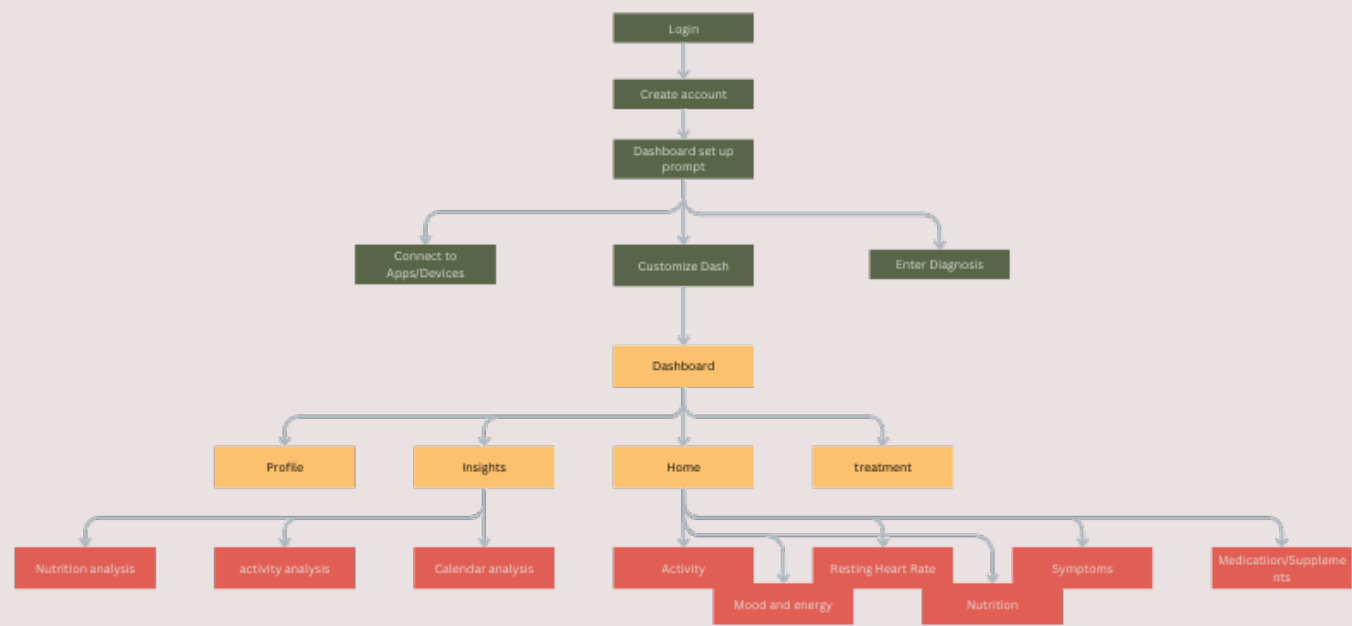 Login
Create account
Dashboard set up
prompt
Connect to
Apps/Devices
Customize Dash
Enter Diagnosis
Dashboard
Profile
Insights
Home
treatment
Nutrition analysis
activity analysis
Calendar analysis
Activity
Resting Heart Rate
Symptoms
Medicatiion/Suppleme
nts
Mood and energy
Nutrition